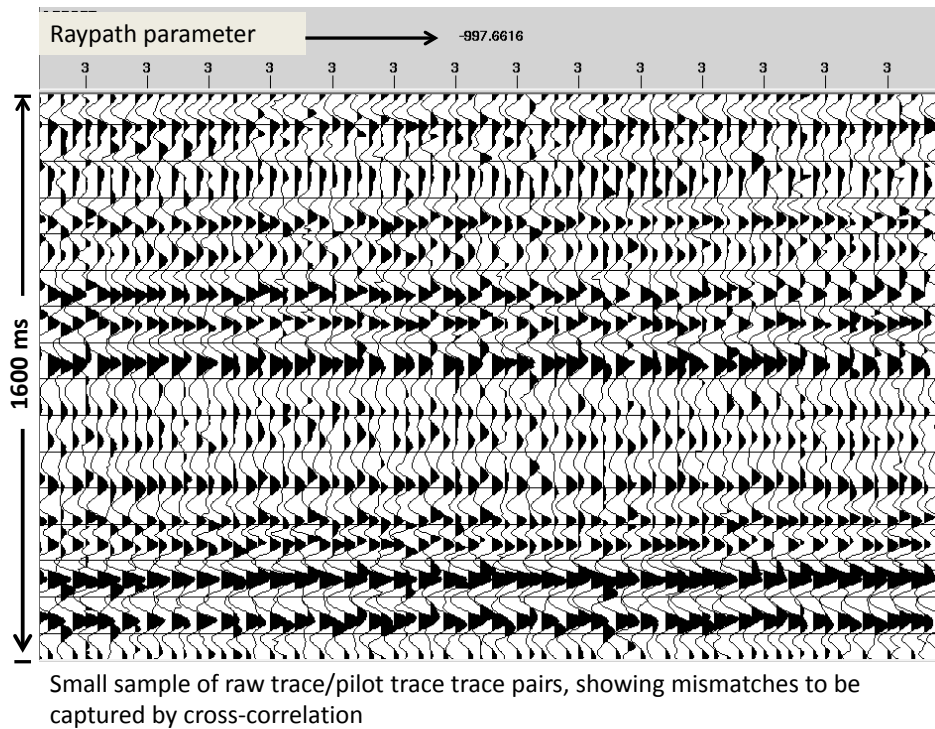 Raypath parameter
-997.6616
3 3 3 3 3 3 3 3 3 3 3 3 3 3
1600 ms
Small sample of raw trace/pilot trace trace pairs, showing mismatches to be
captured by cross-correlation